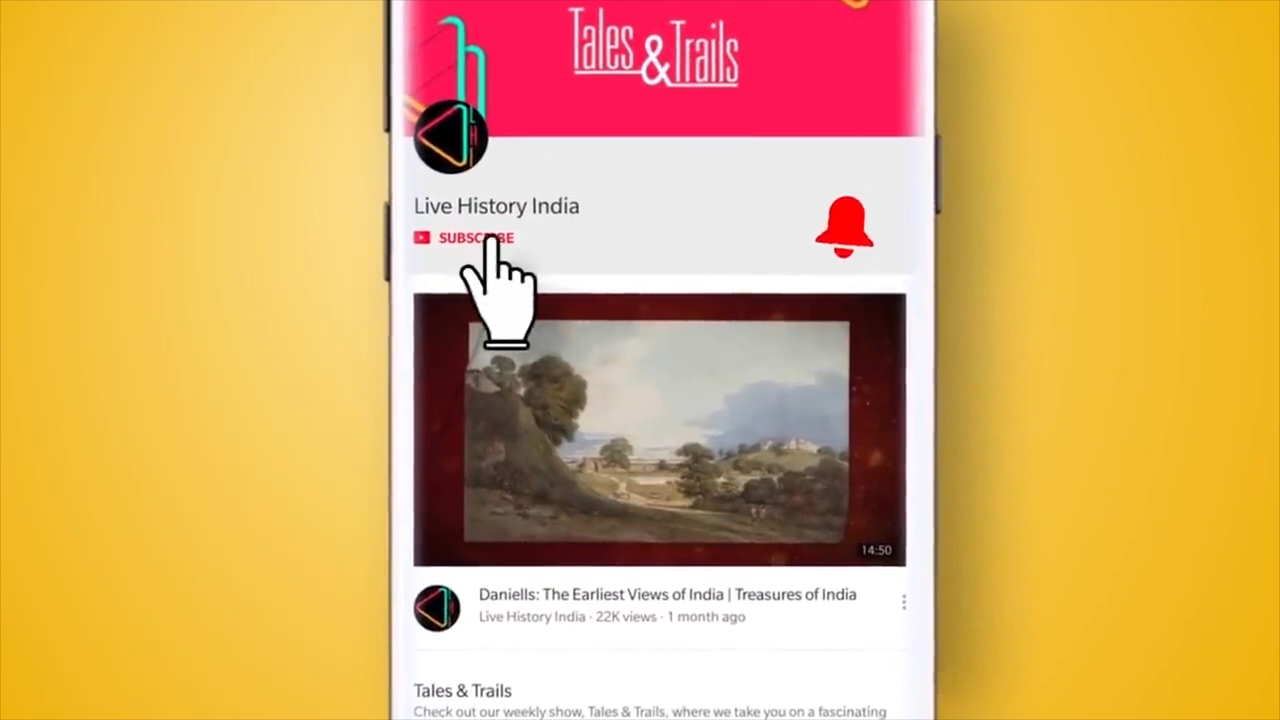 Tales & Trails
Live History India
SUBSCRIBE
14:50
Daniells: The Earliest Views of India | Treasures of India
Live History India · 22K views · 1 month ago
Tales & Trails
Check out our weekly show, Tales & Trails, where we take you on a fascinating